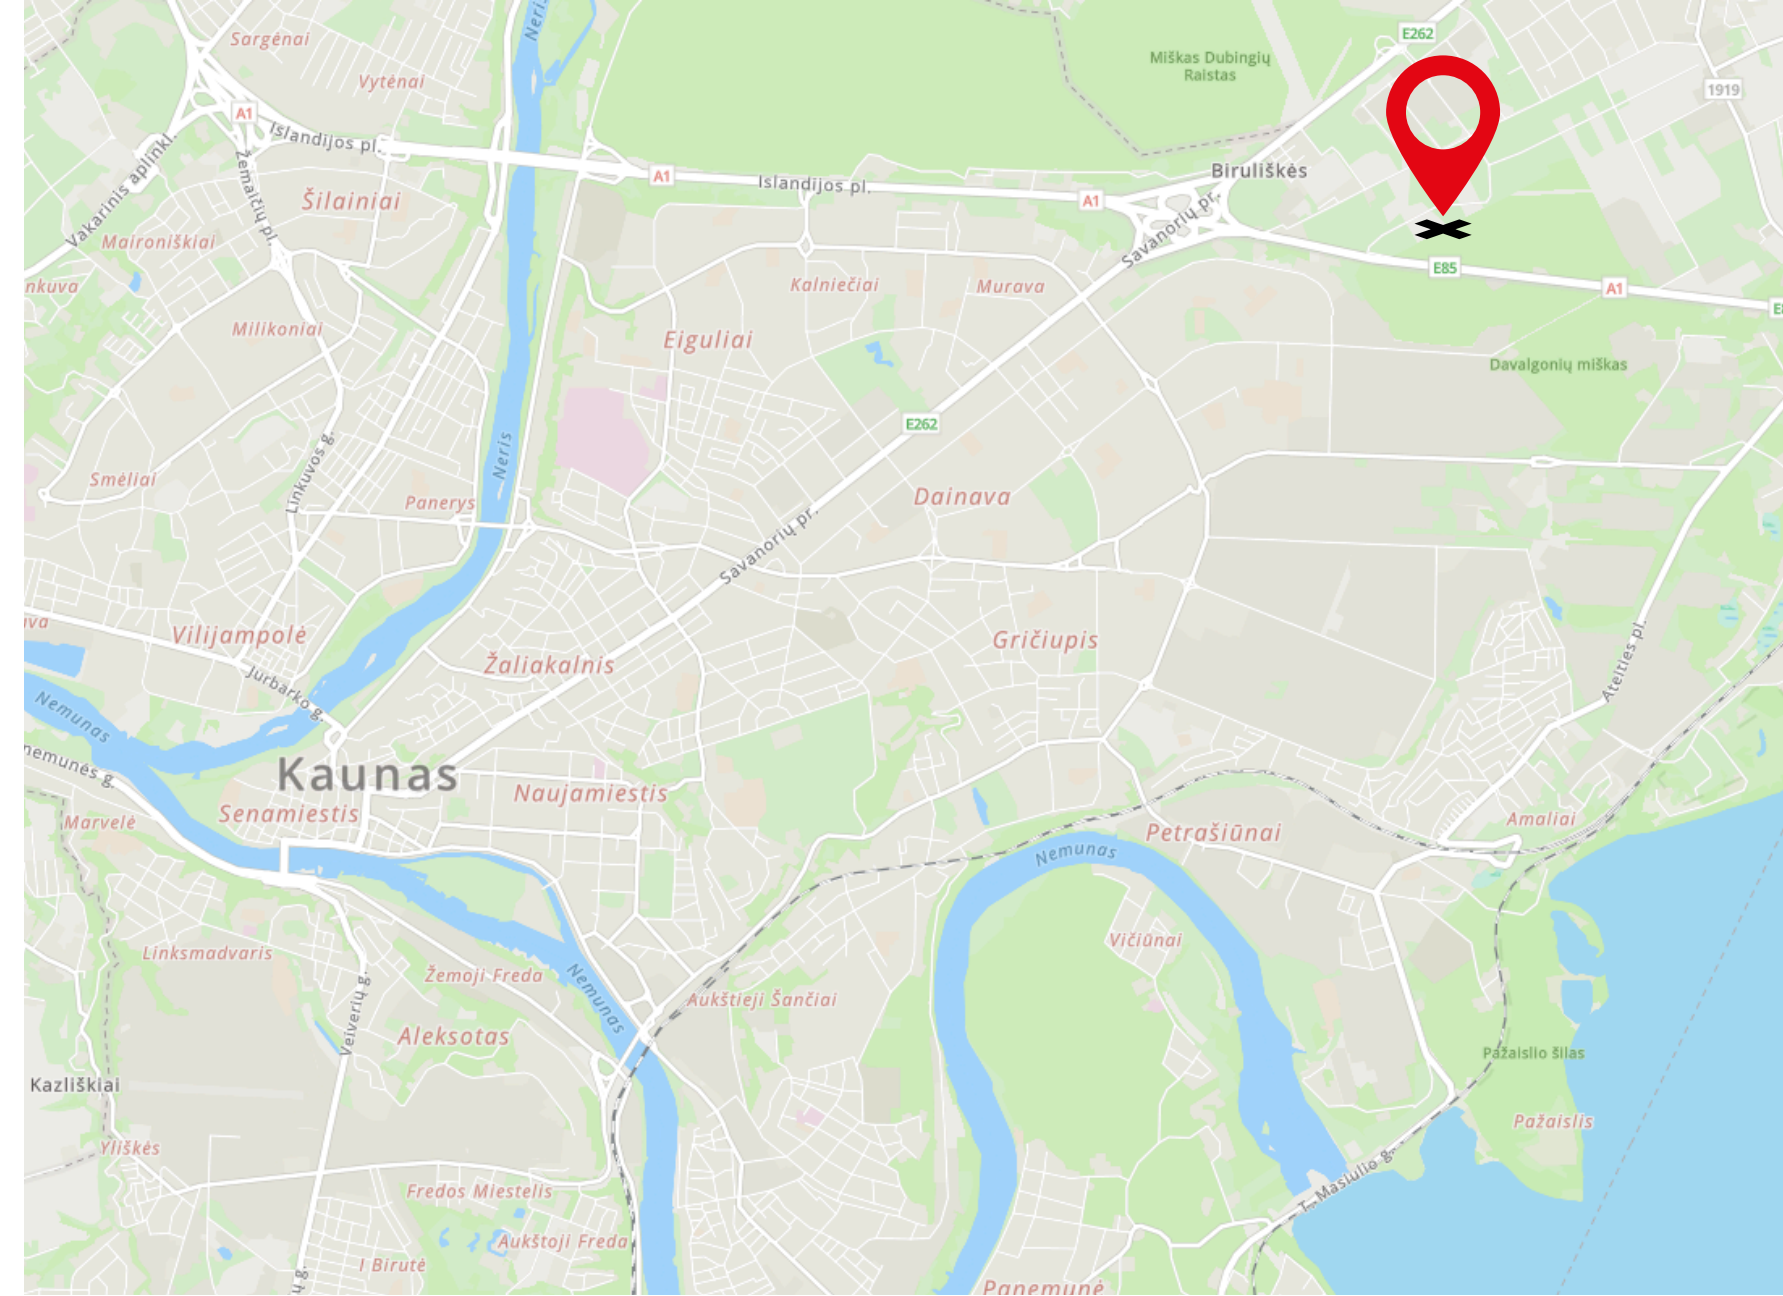 Neris
E262
Sargėnai
Miškas Dubingių
Raistas
Vytėnai
1919
A1
Islandijos pl.
Žemaičių pl.
Vakarinis aplinkl.
Biruliškės
A1
Islandijos pl.
A1
Savanorių pr.
Šilainiai
Maironiškiai
E85
A1
nkuva
Kalniečiai
Murava
Milikoniai
Eiguliai
Davalgonių miškas
E262
Neris
Linkuvos g.
Smėliai
Panerys
Dainava
Savanorių pr.
Vilijampolė
Žaliakalnis
Gričiupis
Ateities pl.
Jurbarko g.
Nemunas
nemunės g.
Kaunas
Naujamiestis
Senamiestis
Marvelė
Amaliai
Petrašiūnai
Nemunas
Vičiūnai
Linksmadvaris
Žemoji Freda
Nemunas
Aukštieji Šančiai
Veiverių g.
Aleksotas
Pažaislio šilas
Kazliškiai
Pažaislis
Yliškės
T. Masiulio g.
Fredos Miestelis
Aukštoji Freda
I Birutė
Panemunė